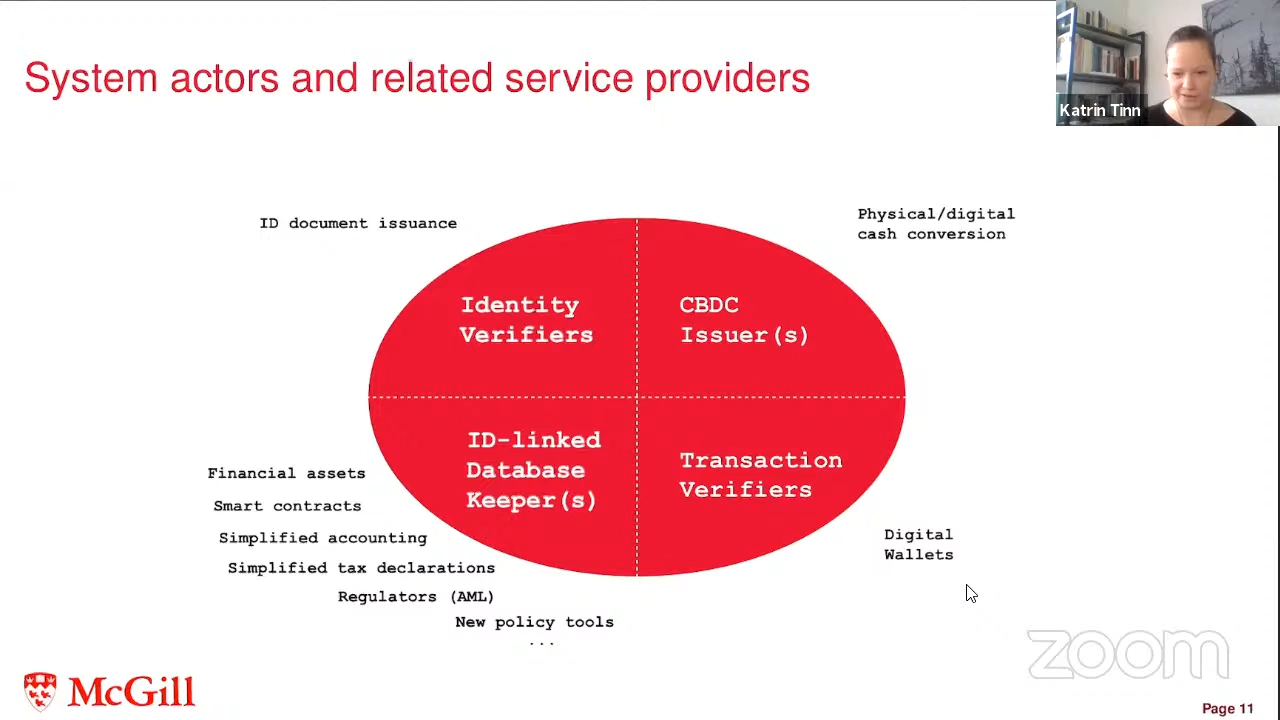 System actors and related service providers
Katrin Tinn
ID document issuance
Physical/digital
cash conversion
Identity
Verifiers
CBDC
Issuer(s)
ID-linked
Database
Keeper(s)
Transaction
Verifiers
Financial assets
Smart contracts
Simplified accounting
Simplified tax declarations
Regulators (AML)
New policy tools
...
Digital
Wallets
zoom
McGill
Page 11